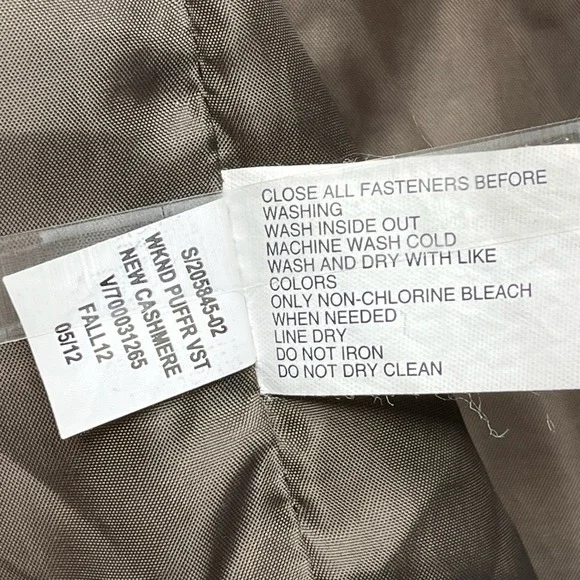 S/205845-02
WKND PUFFR VST
NEW CASHMERE
V/700031265
FALL12
05/12
CLOSE ALL FASTENERS BEFORE
WASHING
WASH INSIDE OUT
MACHINE WASH COLD
WASH AND DRY WITH LIKE
COLORS
ONLY NON-CHLORINE BLEACH
WHEN NEEDED
LINE DRY
DO NOT IRON
DO NOT DRY CLEAN